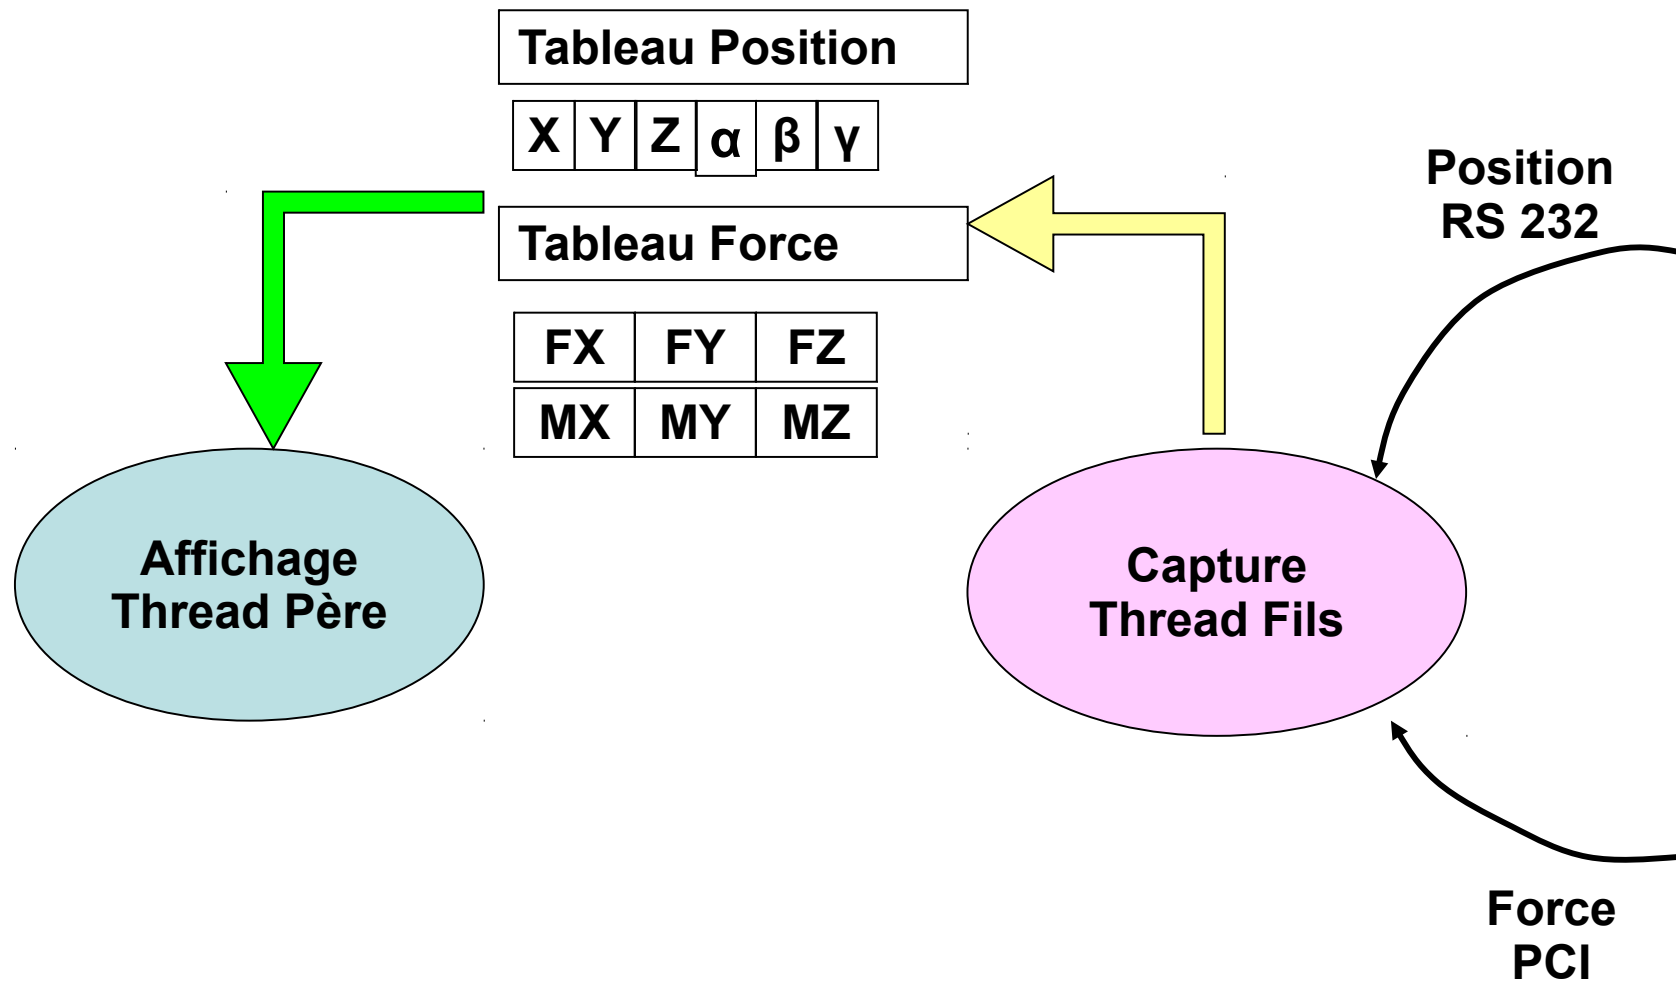 Tableau Position
X Y Z α β γ
Position
RS 232
Tableau Force
FX FY FZ
MX MY MZ
Affichage
Thread Père
Capture
Thread Fils
Force
PCI